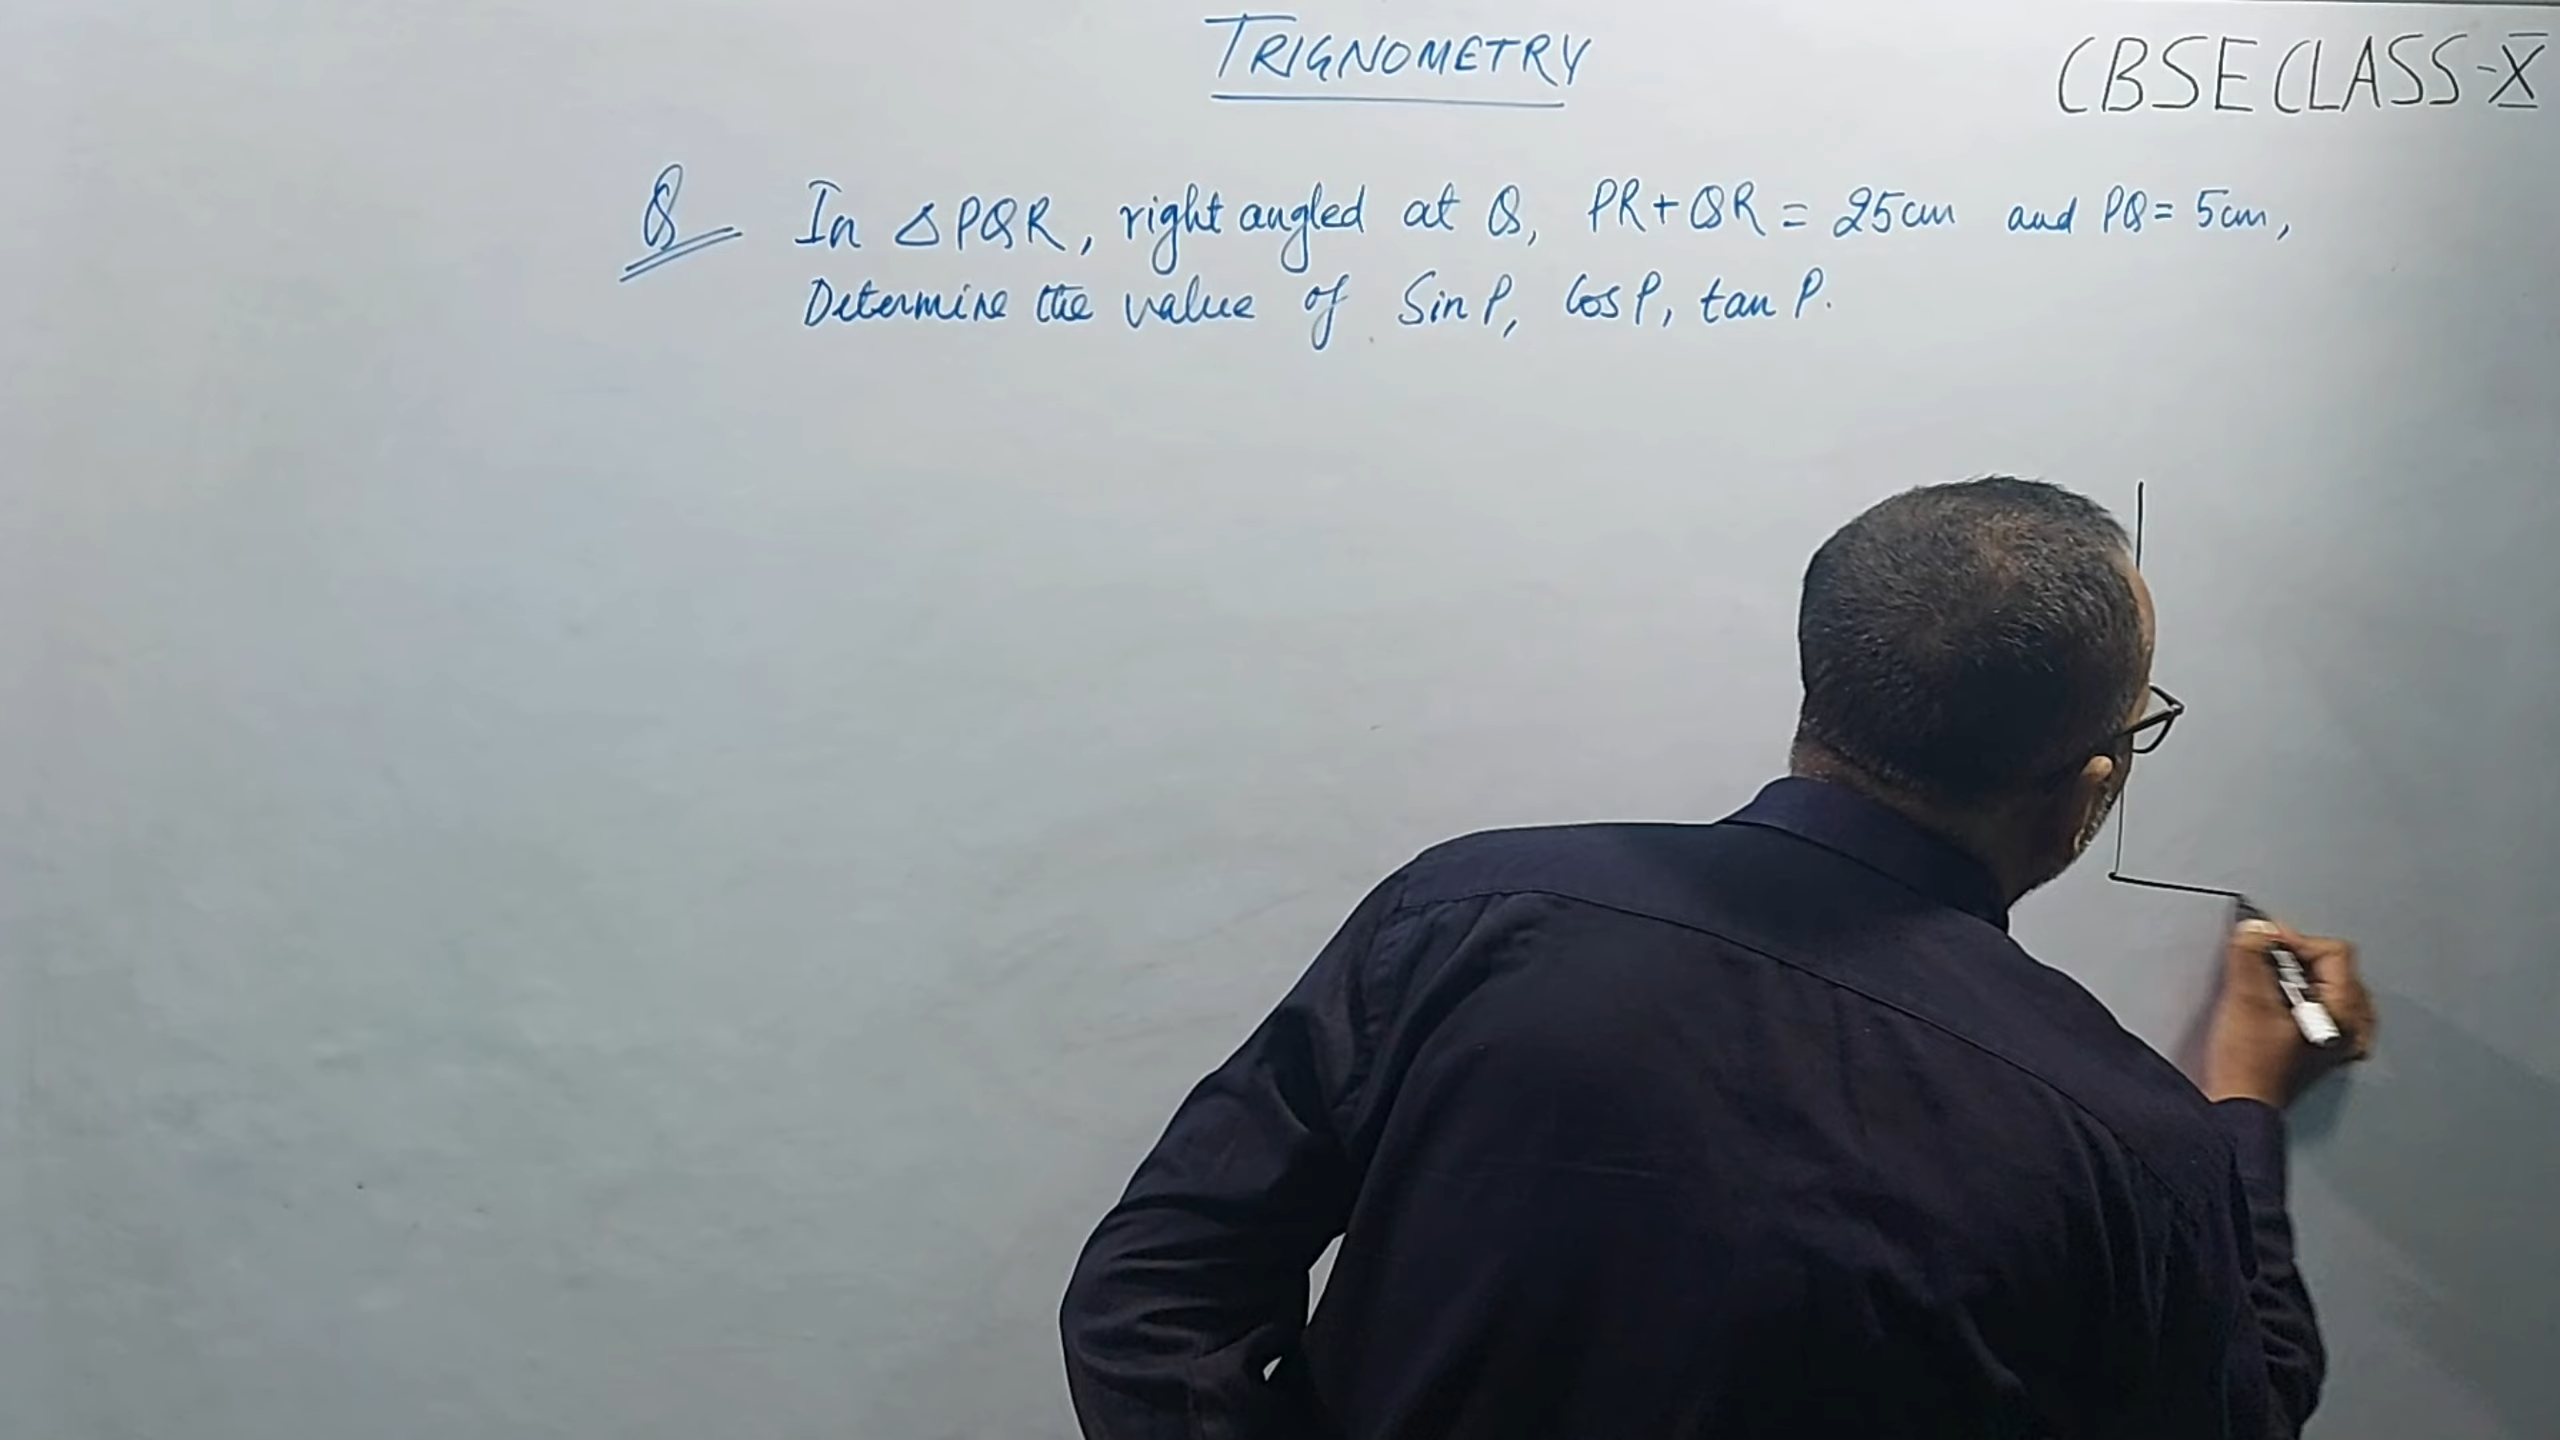 TRIGNOMETRY
CBSE CLASS-X
Q In △PQR, right angled at Q, PR+QR = 25cm and PQ= 5cm,
Determine the value of Sin P, Cos P, tan P.